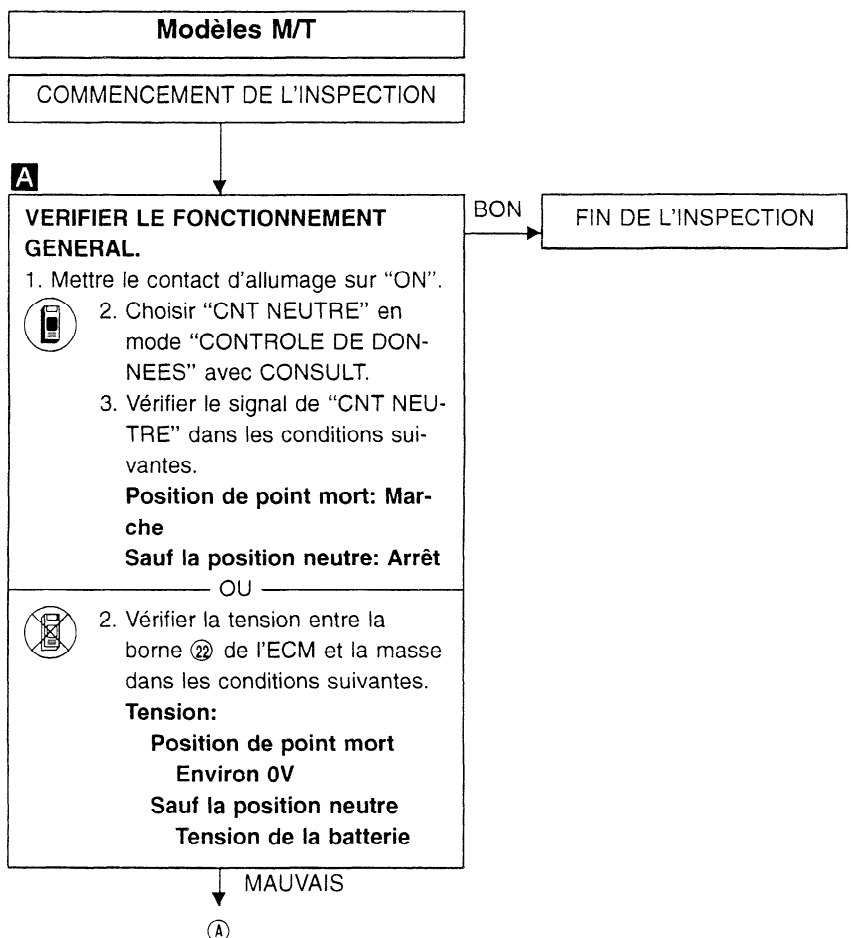 Modèles M/T
COMMENCEMENT DE L'INSPECTION
A
VERIFIER LE FONCTIONNEMENT
GENERAL.
1. Mettre le contact d'allumage sur "ON".
2. Choisir "CNT NEUTRE" en
mode "CONTROLE DE DON-
NEES" avec CONSULT.
3. Vérifier le signal de "CNT NEU-
TRE" dans les conditions sui-
vantes.
Position de point mort: Mar-
che
Sauf la position neutre: Arrêt
OU
2. Vérifier la tension entre la
borne ㉒ de l'ECM et la masse
dans les conditions suivantes.
Tension:
Position de point mort
Environ 0V
Sauf la position neutre
Tension de la batterie
BON
FIN DE L'INSPECTION
MAUVAIS
Ⓐ